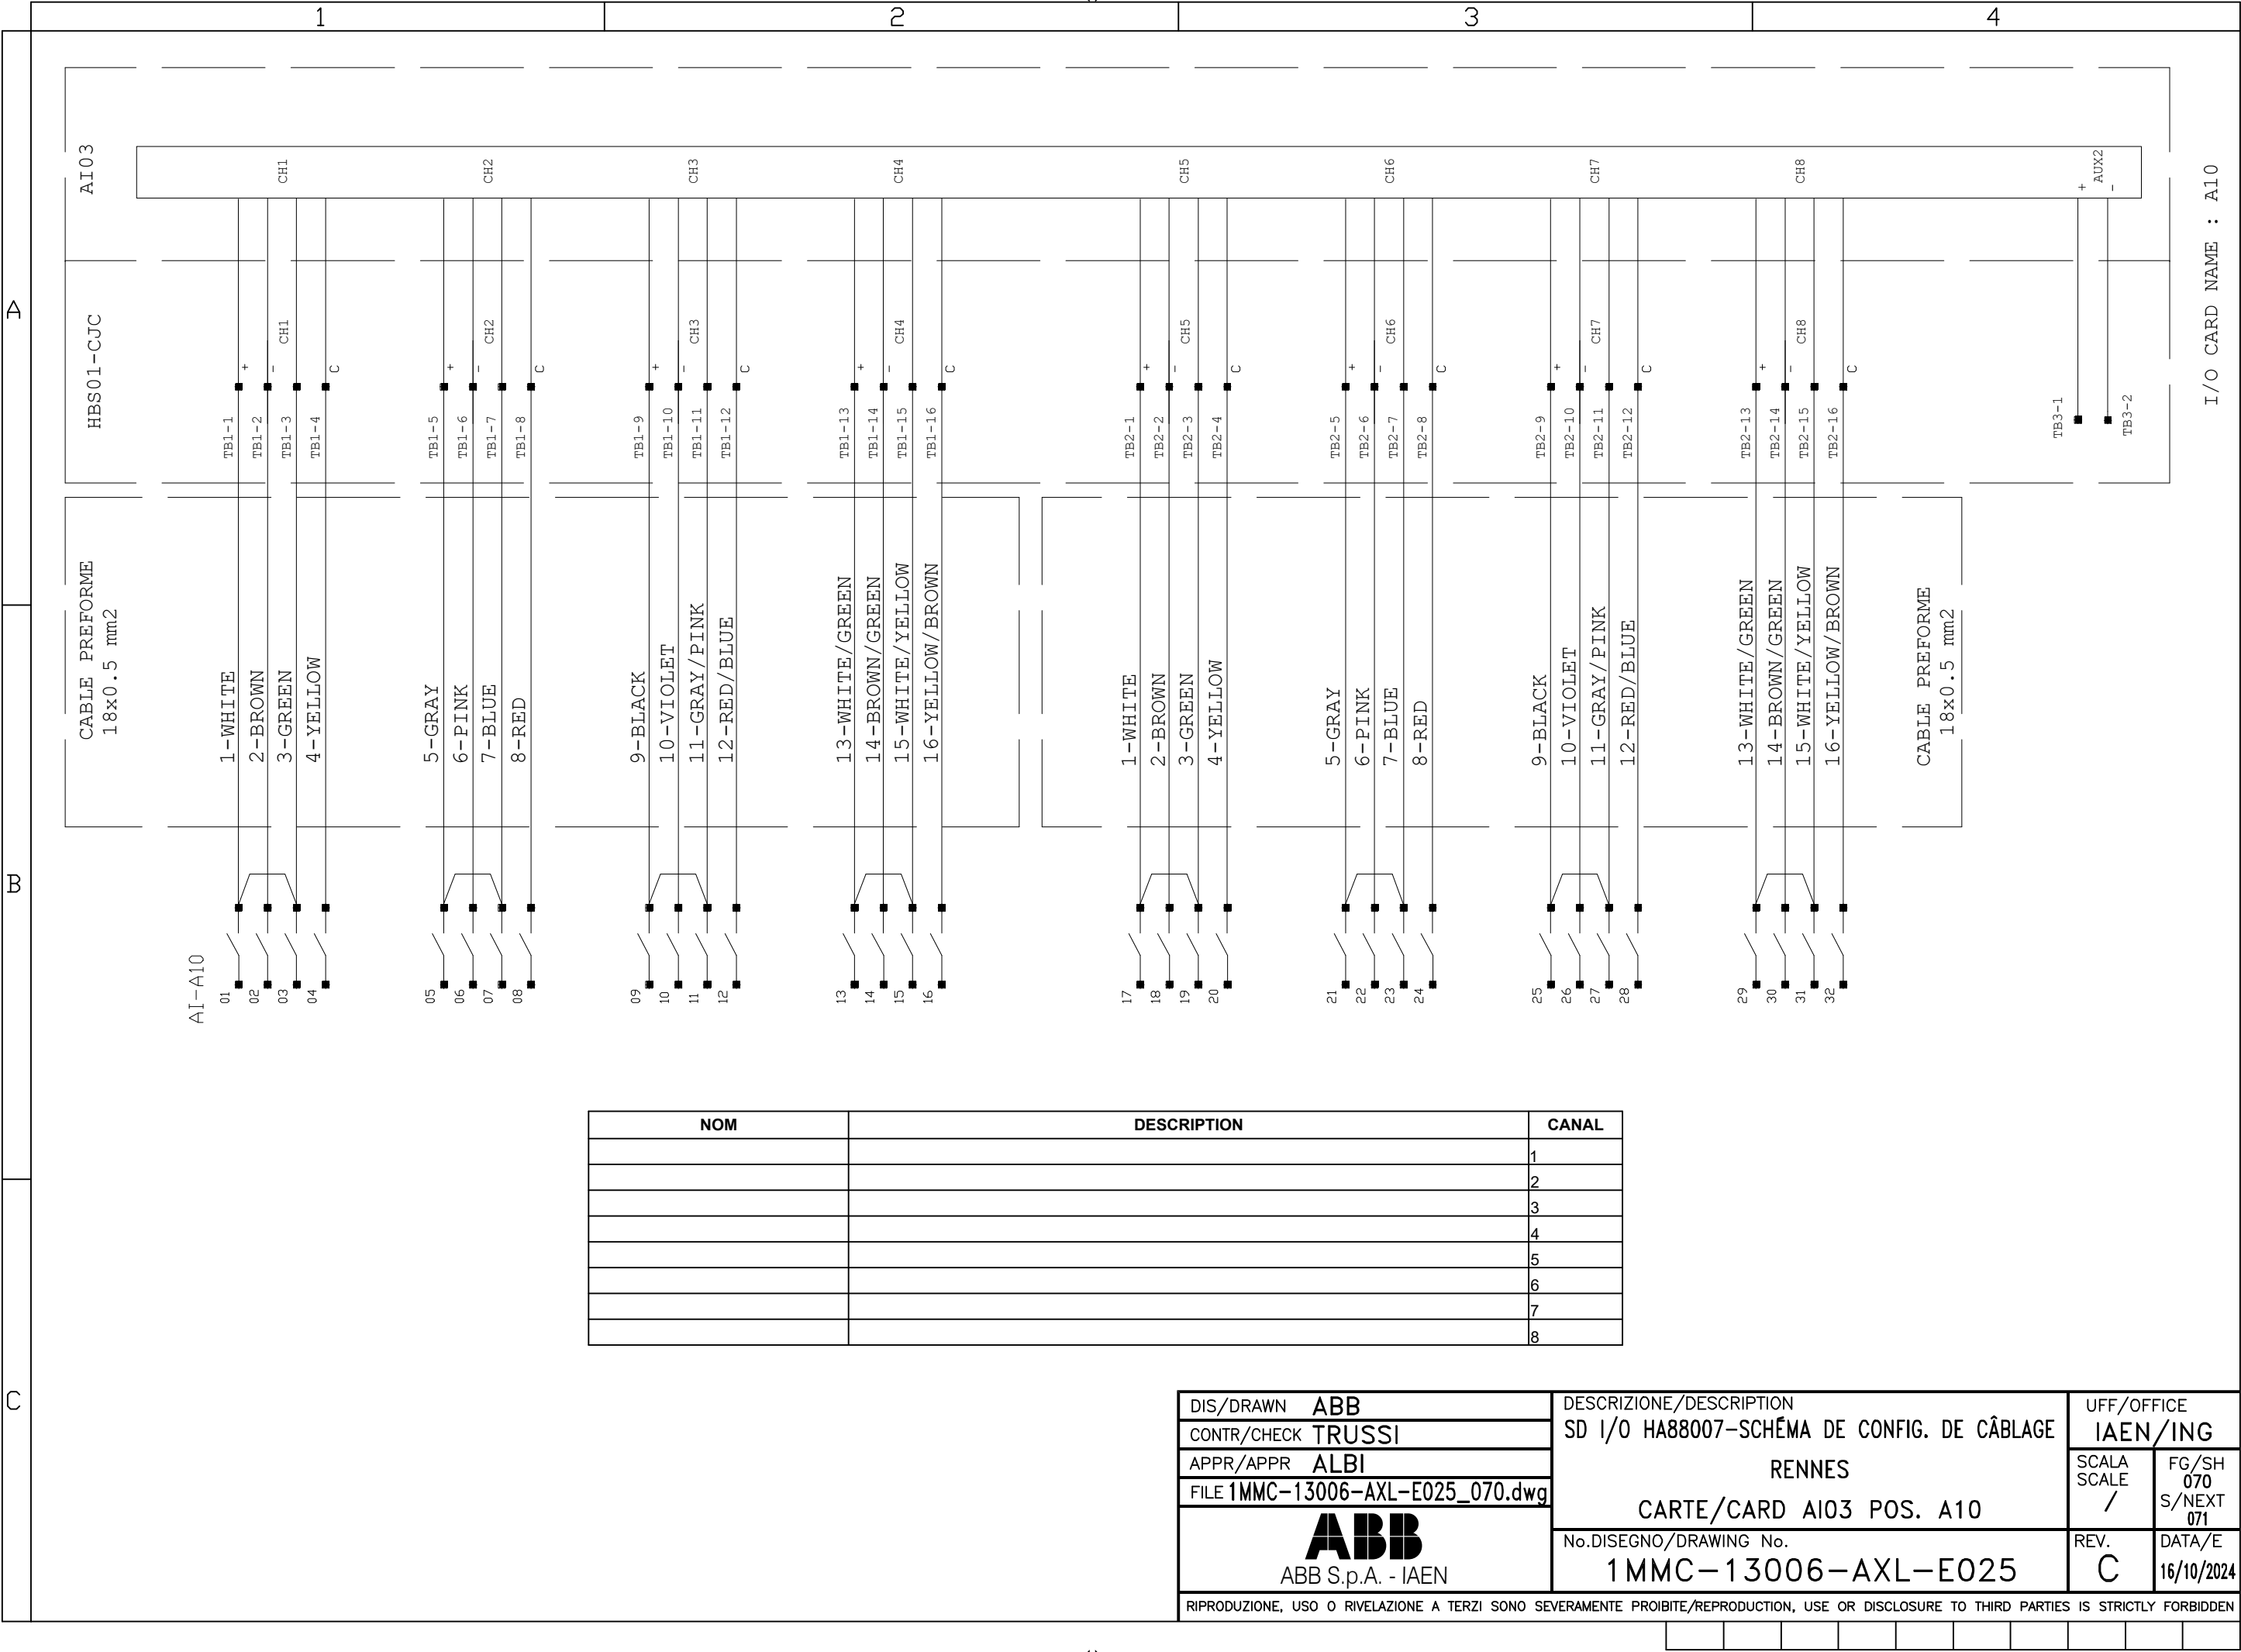 1 2 3 4
A
B
C
AI03
CH1 CH2 CH3 CH4 CH5 CH6 CH7 CH8
+ AUX2 -
I/O CARD NAME : A10
HBS01-CJC
+ - CH1 C
+ - CH2 C
+ - CH3 C
+ - CH4 C
+ - CH5 C
+ - CH6 C
+ - CH7 C
+ - CH8 C
TB1-1 TB1-2 TB1-3 TB1-4
TB1-5 TB1-6 TB1-7 TB1-8
TB1-9 TB1-10 TB1-11 TB1-12
TB1-13 TB1-14 TB1-15 TB1-16
TB2-1 TB2-2 TB2-3 TB2-4
TB2-5 TB2-6 TB2-7 TB2-8
TB2-9 TB2-10 TB2-11 TB2-12
TB2-13 TB2-14 TB2-15 TB2-16
TB3-1 TB3-2
CABLE PREFORME
18x0.5 mm2
1-WHITE
2-BROWN
3-GREEN
4-YELLOW
5-GRAY
6-PINK
7-BLUE
8-RED
9-BLACK
10-VIOLET
11-GRAY/PINK
12-RED/BLUE
13-WHITE/GREEN
14-BROWN/GREEN
15-WHITE/YELLOW
16-YELLOW/BROWN
1-WHITE
2-BROWN
3-GREEN
4-YELLOW
5-GRAY
6-PINK
7-BLUE
8-RED
9-BLACK
10-VIOLET
11-GRAY/PINK
12-RED/BLUE
13-WHITE/GREEN
14-BROWN/GREEN
15-WHITE/YELLOW
16-YELLOW/BROWN
CABLE PREFORME
18x0.5 mm2
AI-A10
01 02 03 04
05 06 07 08
09 10 11 12
13 14 15 16
17 18 19 20
21 22 23 24
25 26 27 28
29 30 31 32
NOM DESCRIPTION CANAL
1
2
3
4
5
6
7
8
DIS/DRAWN ABB
CONTR/CHECK TRUSSI
APPR/APPR ALBI
FILE 1MMC-13006-AXL-E025_070.dwg
ABB
ABB S.p.A. - IAEN
DESCRIZIONE/DESCRIPTION
SD I/O HA88007-SCHÉMA DE CONFIG. DE CÂBLAGE
RENNES
CARTE/CARD AI03 POS. A10
No.DISEGNO/DRAWING No.
1MMC-13006-AXL-E025
UFF/OFFICE
IAEN/ING
SCALA
SCALE
/
FG/SH
070
S/NEXT
071
REV.
C
DATA/E
16/10/2024
RIPRODUZIONE, USO O RIVELAZIONE A TERZI SONO SEVERAMENTE PROIBITE/REPRODUCTION, USE OR DISCLOSURE TO THIRD PARTIES IS STRICTLY FORBIDDEN